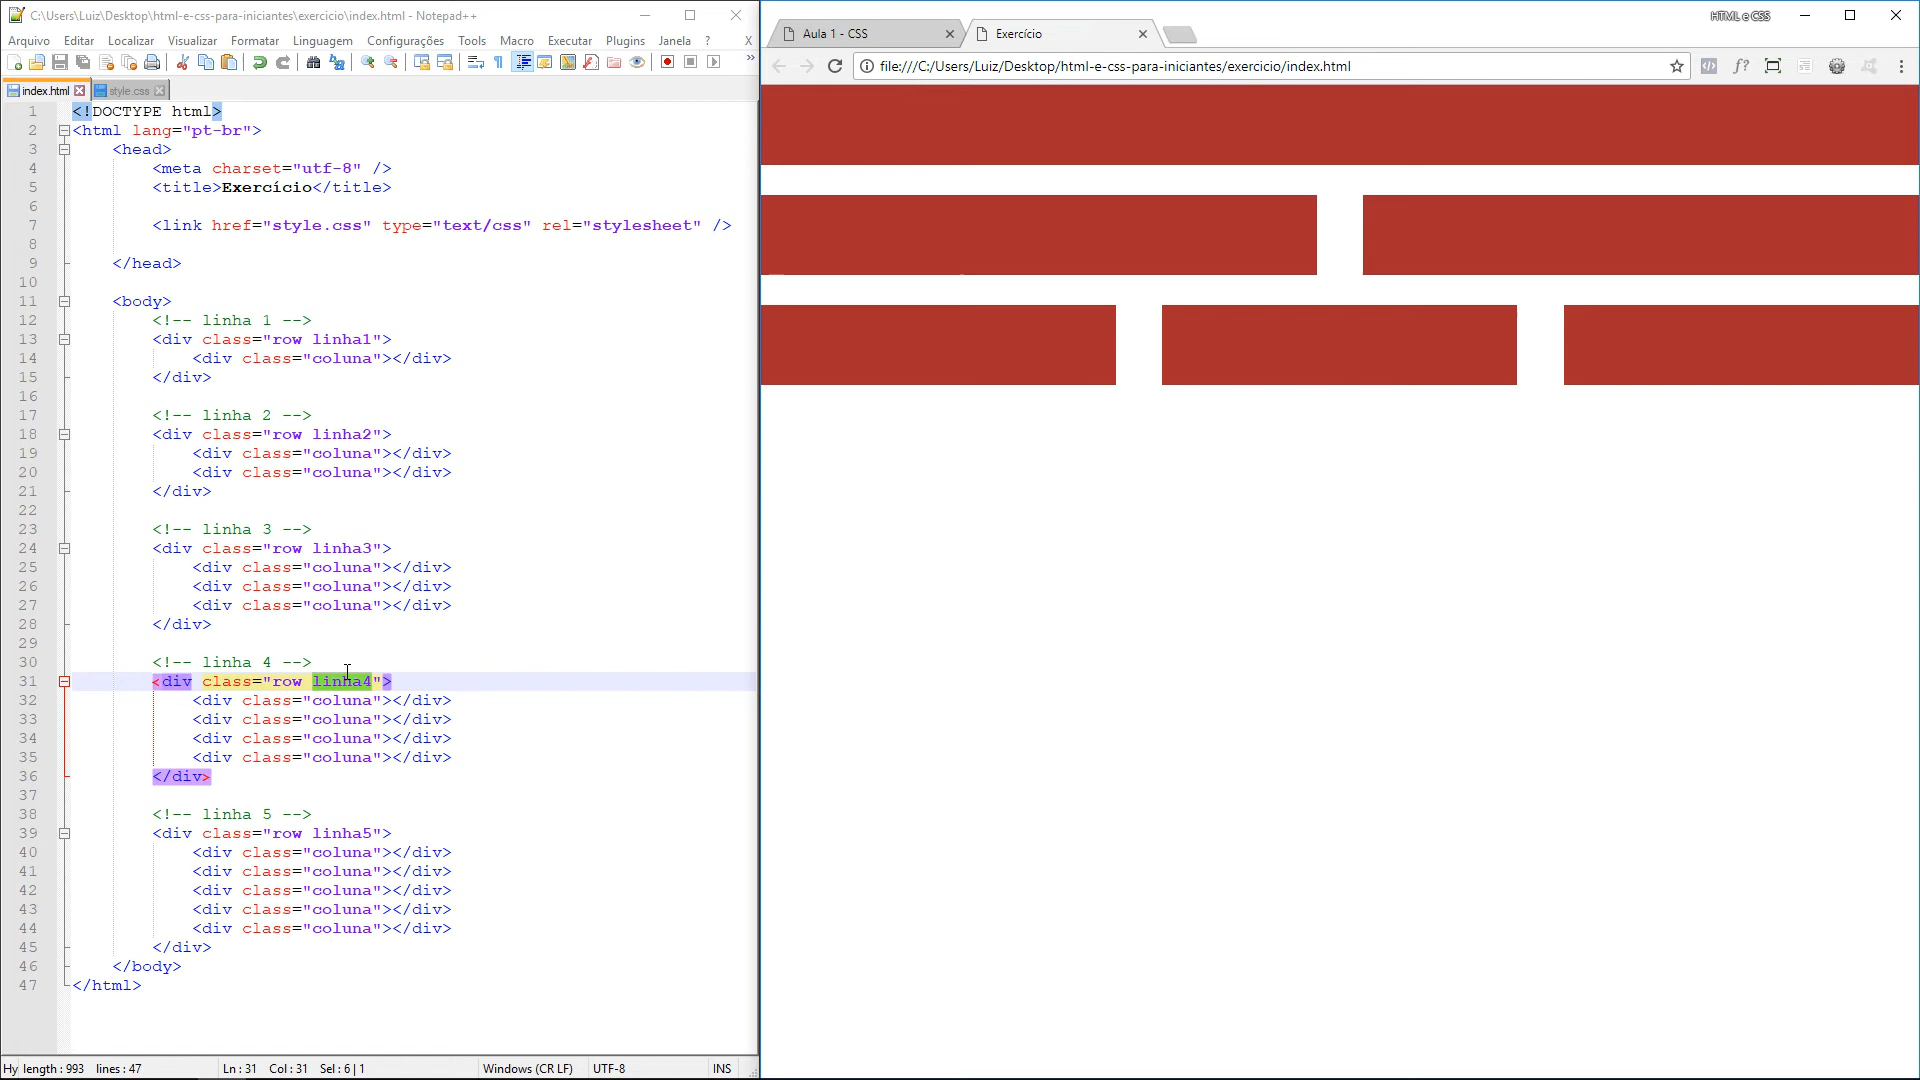 C:\Users\Luiz\Desktop\html-e-css-para-iniciantes\exercicio\index.html - Notepad++
Arquivo Editar Localizar Visualizar Formatar Linguagem Configurações Tools Macro Executar Plugins Janela ? X
index.html style.css
1 <!DOCTYPE html>
2 <html lang="pt-br">
3 <head>
4 <meta charset="utf-8" />
5 <title>Exercício</title>
6
7 <link href="style.css" type="text/css" rel="stylesheet" />
8
9 </head>
10
11 <body>
12 <!-- linha 1 -->
13 <div class="row linha1">
14 <div class="coluna"></div>
15 </div>
16
17 <!-- linha 2 -->
18 <div class="row linha2">
19 <div class="coluna"></div>
20 <div class="coluna"></div>
21 </div>
22
23 <!-- linha 3 -->
24 <div class="row linha3">
25 <div class="coluna"></div>
26 <div class="coluna"></div>
27 <div class="coluna"></div>
28 </div>
29
30 <!-- linha 4 -->
31 <div class="row linha4">
32 <div class="coluna"></div>
33 <div class="coluna"></div>
34 <div class="coluna"></div>
35 <div class="coluna"></div>
36 </div>
37
38 <!-- linha 5 -->
39 <div class="row linha5">
40 <div class="coluna"></div>
41 <div class="coluna"></div>
42 <div class="coluna"></div>
43 <div class="coluna"></div>
44 <div class="coluna"></div>
45 </div>
46 </body>
47 </html>
Hy length : 993 lines : 47 Ln : 31 Col : 31 Sel : 6 | 1 Windows (CR LF) UTF-8 INS
HTML e CSS
Aula 1 - CSS Exercício
file:///C:/Users/Luiz/Desktop/html-e-css-para-iniciantes/exercicio/index.html f?